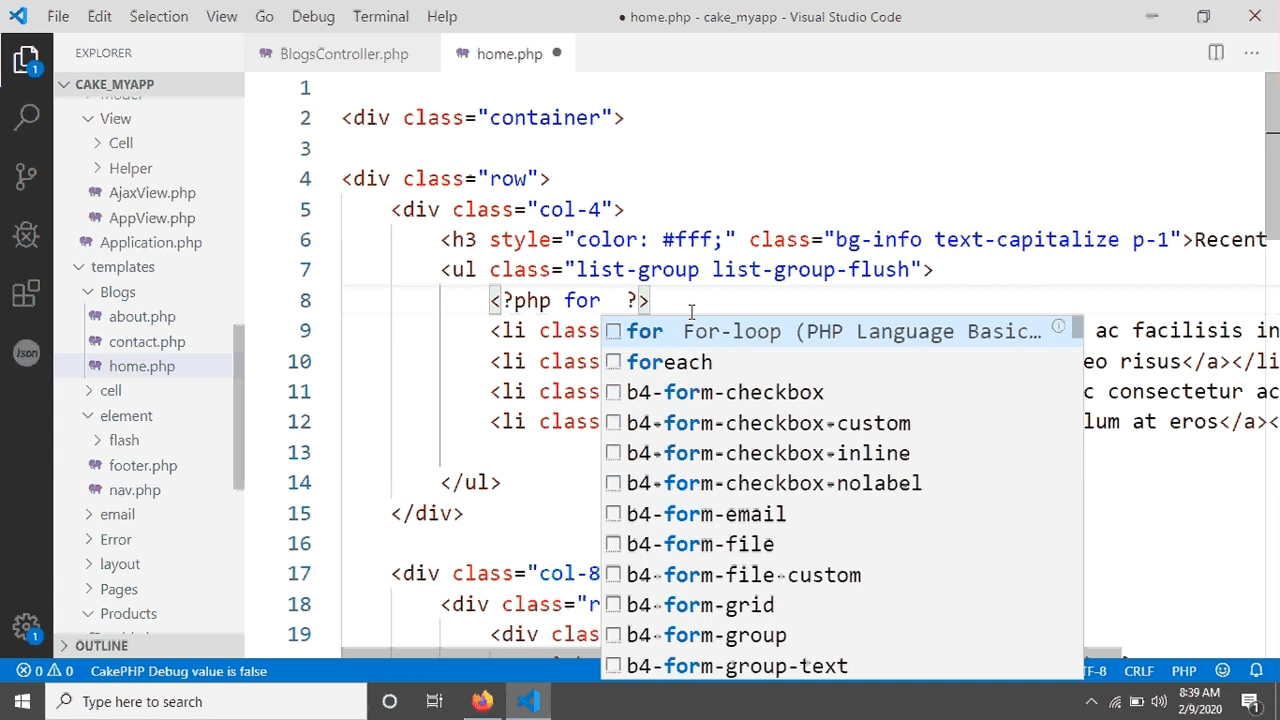 File Edit Selection View Go Debug Terminal Help ● home.php - cake_myapp - Visual Studio Code
EXPLORER
BlogsController.php
home.php
CAKE_MYAPP
View
Cell
Helper
AjaxView.php
AppView.php
Application.php
templates
Blogs
about.php
contact.php
home.php
cell
element
flash
footer.php
nav.php
email
Error
layout
Pages
Products
OUTLINE
1
1
Json
1
2 <div class="container">
3
4 <div class="row">
5 <div class="col-4">
6 <h3 style="color: #fff;" class="bg-info text-capitalize p-1">Recent
7 <ul class="list-group list-group-flush">
8 <?php for ?>
9 <li class ac facilisis in
10 <li class eo risus</a></li
11 <li class c consectetur ac
12 <li class lum at eros</a><
13
14 </ul>
15 </div>
16
17 <div class="col-8
18 <div class="r
19 <div clas
for For-loop (PHP Language Basic…
foreach
b4-form-checkbox
b4-form-checkbox-custom
b4-form-checkbox-inline
b4-form-checkbox-nolabel
b4-form-email
b4-form-file
b4-form-file-custom
b4-form-grid
b4-form-group
b4-form-group-text
0 0 CakePHP Debug value is false TF-8 CRLF PHP
Type here to search
8:39 AM
2/9/2020
1